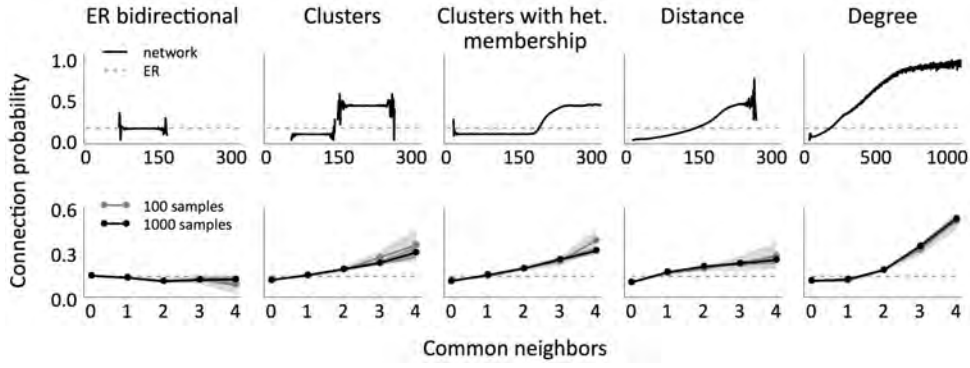 ER bidirectional
Clusters
Clusters with het.
membership
Distance
Degree
Connection probability
1.0
0.5
0.0
network
ER
0 150 300
0 150 300
0 150 300
0 150 300
0 500 1000
0.6
0.3
0.0
100 samples
1000 samples
0 1 2 3 4
0 1 2 3 4
0 1 2 3 4
0 1 2 3 4
0 1 2 3 4
Common neighbors